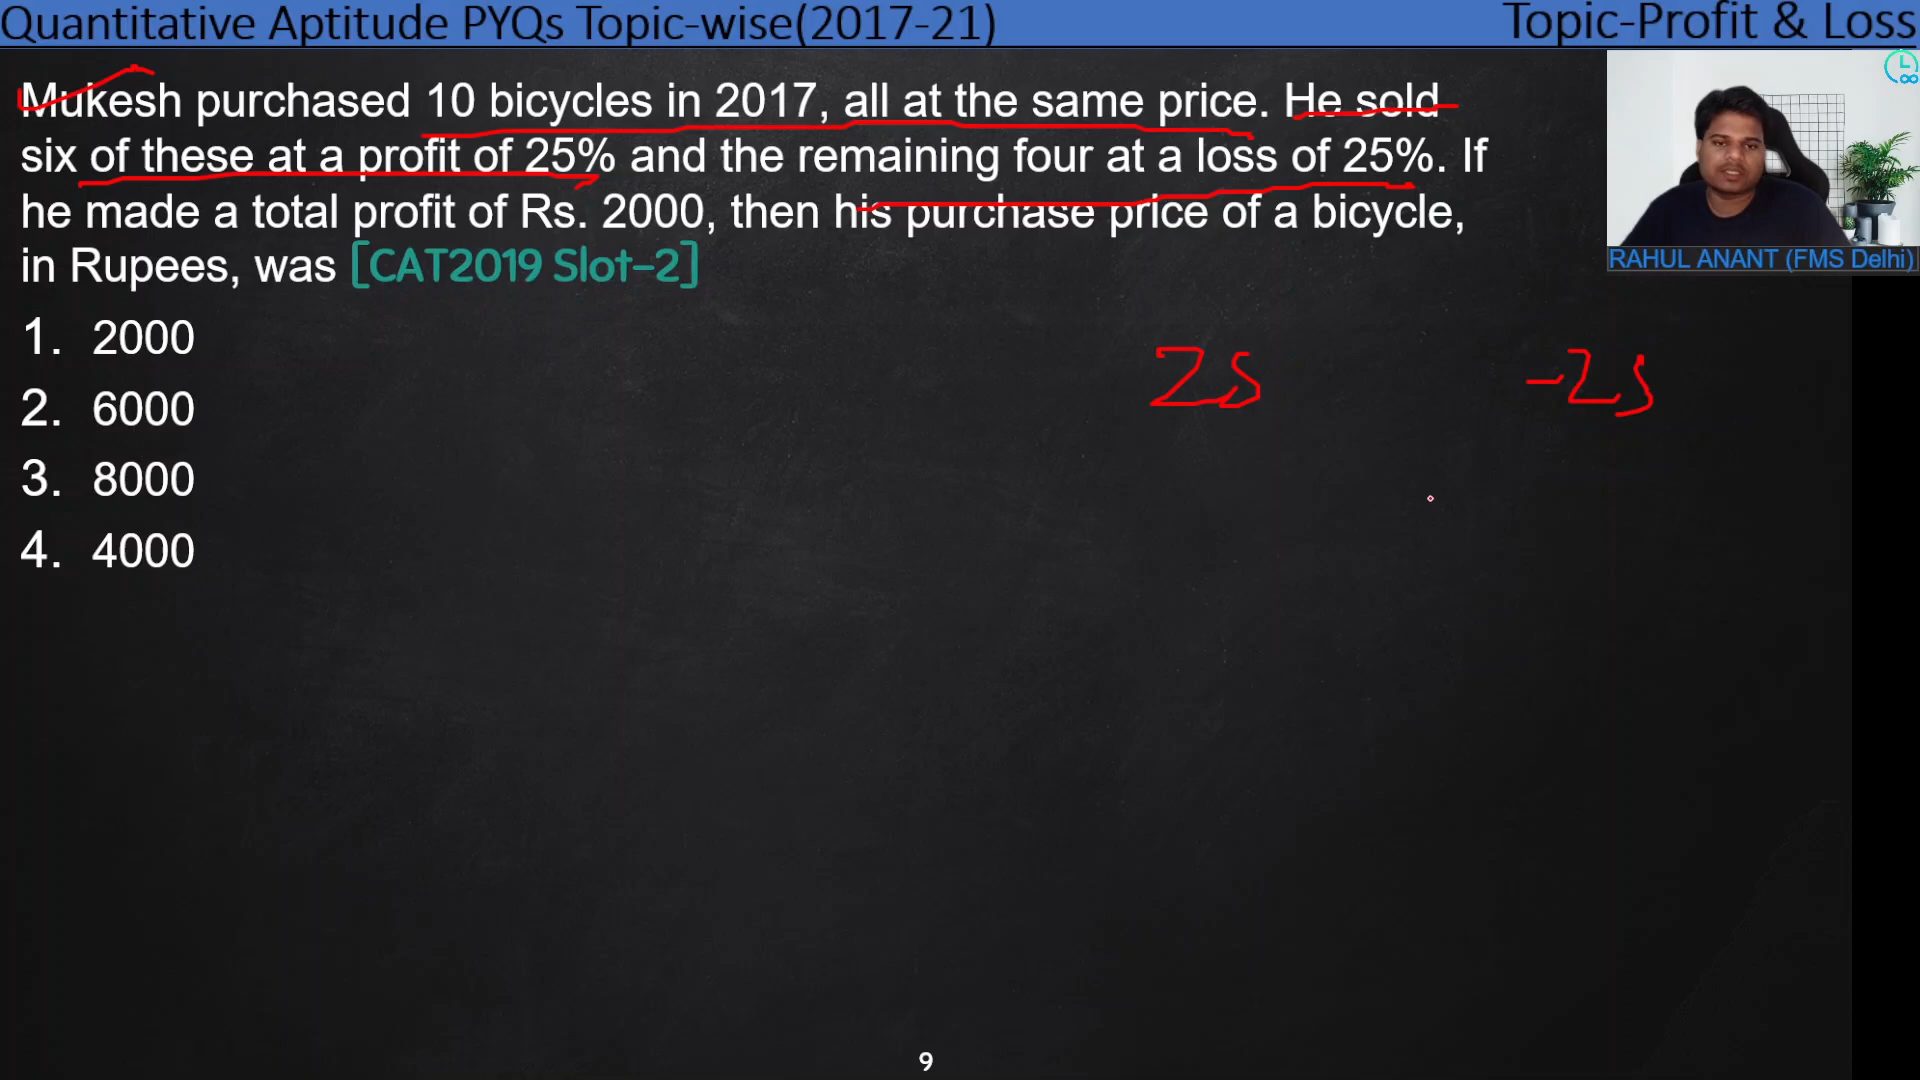 Quantitative Aptitude PYQs Topic-wise(2017-21)
Topic-Profit & Loss
Mukesh purchased 10 bicycles in 2017, all at the same price. He sold
six of these at a profit of 25% and the remaining four at a loss of 25%. If
he made a total profit of Rs. 2000, then his purchase price of a bicycle,
in Rupees, was [CAT2019 Slot-2]
RAHUL ANANT (FMS Delhi)
1. 2000
2. 6000
3. 8000
4. 4000
25 -25
9